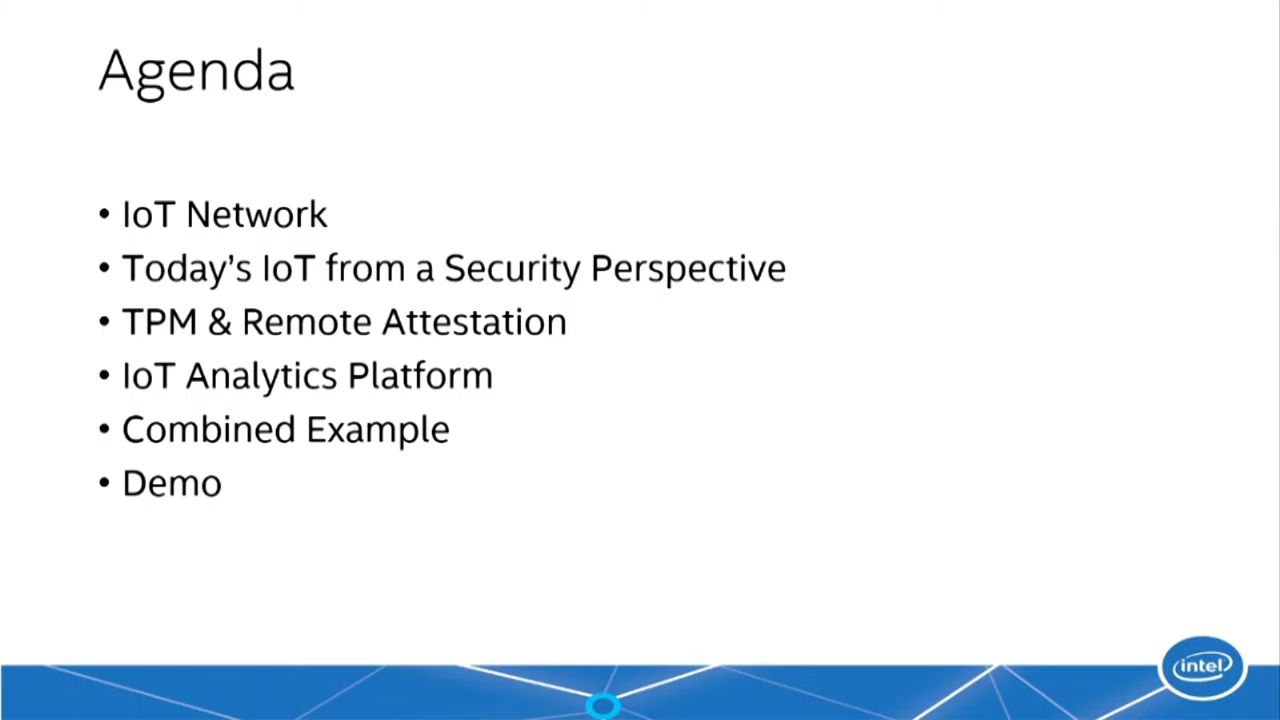 Agenda
• IoT Network
• Today’s IoT from a Security Perspective
• TPM & Remote Attestation
• IoT Analytics Platform
• Combined Example
• Demo
intel